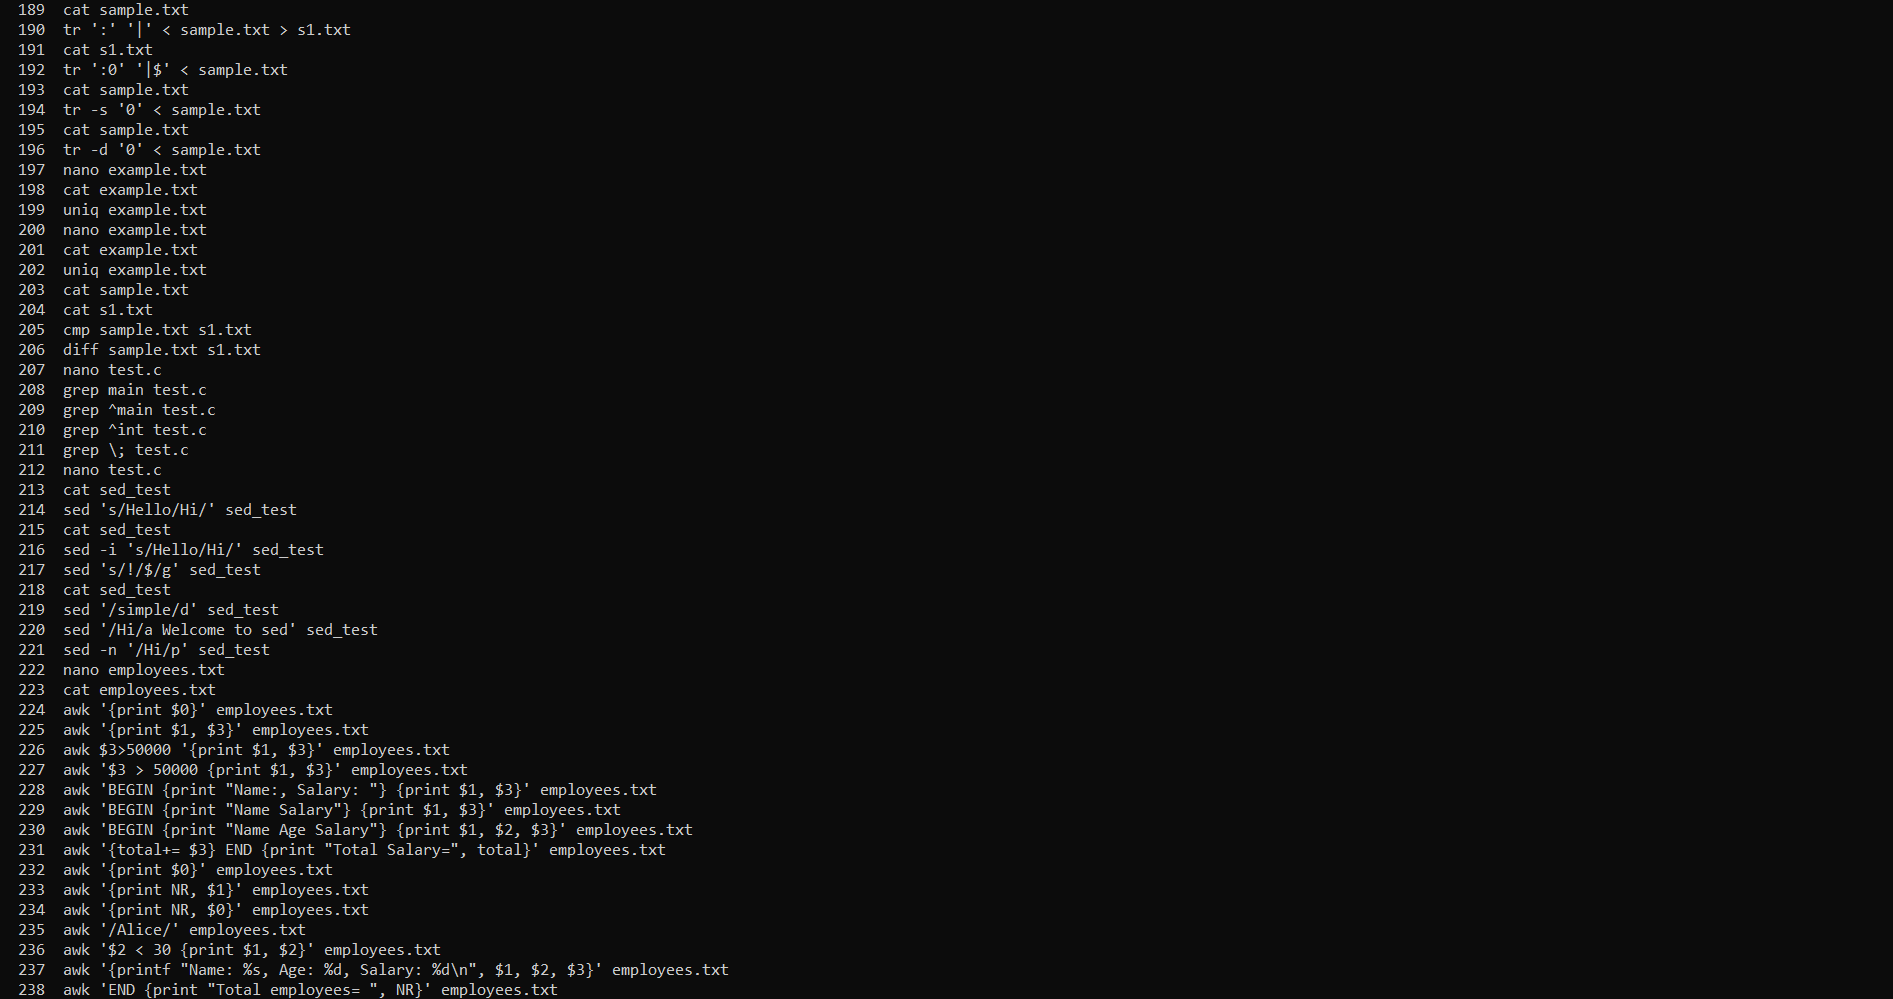 189  cat sample.txt
190  tr ':' '|' < sample.txt > s1.txt
191  cat s1.txt
192  tr ':0' '|$' < sample.txt
193  cat sample.txt
194  tr -s '0' < sample.txt
195  cat sample.txt
196  tr -d '0' < sample.txt
197  nano example.txt
198  cat example.txt
199  uniq example.txt
200  nano example.txt
201  cat example.txt
202  uniq example.txt
203  cat sample.txt
204  cat s1.txt
205  cmp sample.txt s1.txt
206  diff sample.txt s1.txt
207  nano test.c
208  grep main test.c
209  grep ^main test.c
210  grep ^int test.c
211  grep \; test.c
212  nano test.c
213  cat sed_test
214  sed 's/Hello/Hi/' sed_test
215  cat sed_test
216  sed -i 's/Hello/Hi/' sed_test
217  sed 's/!/$/g' sed_test
218  cat sed_test
219  sed '/simple/d' sed_test
220  sed '/Hi/a Welcome to sed' sed_test
221  sed -n '/Hi/p' sed_test
222  nano employees.txt
223  cat employees.txt
224  awk '{print $0}' employees.txt
225  awk '{print $1, $3}' employees.txt
226  awk $3>50000 '{print $1, $3}' employees.txt
227  awk '$3 > 50000 {print $1, $3}' employees.txt
228  awk 'BEGIN {print "Name:, Salary: "} {print $1, $3}' employees.txt
229  awk 'BEGIN {print "Name Salary"} {print $1, $3}' employees.txt
230  awk 'BEGIN {print "Name Age Salary"} {print $1, $2, $3}' employees.txt
231  awk '{total+= $3} END {print "Total Salary=", total}' employees.txt
232  awk '{print $0}' employees.txt
233  awk '{print NR, $1}' employees.txt
234  awk '{print NR, $0}' employees.txt
235  awk '/Alice/' employees.txt
236  awk '$2 < 30 {print $1, $2}' employees.txt
237  awk '{printf "Name: %s, Age: %d, Salary: %d\n", $1, $2, $3}' employees.txt
238  awk 'END {print "Total employees= ", NR}' employees.txt